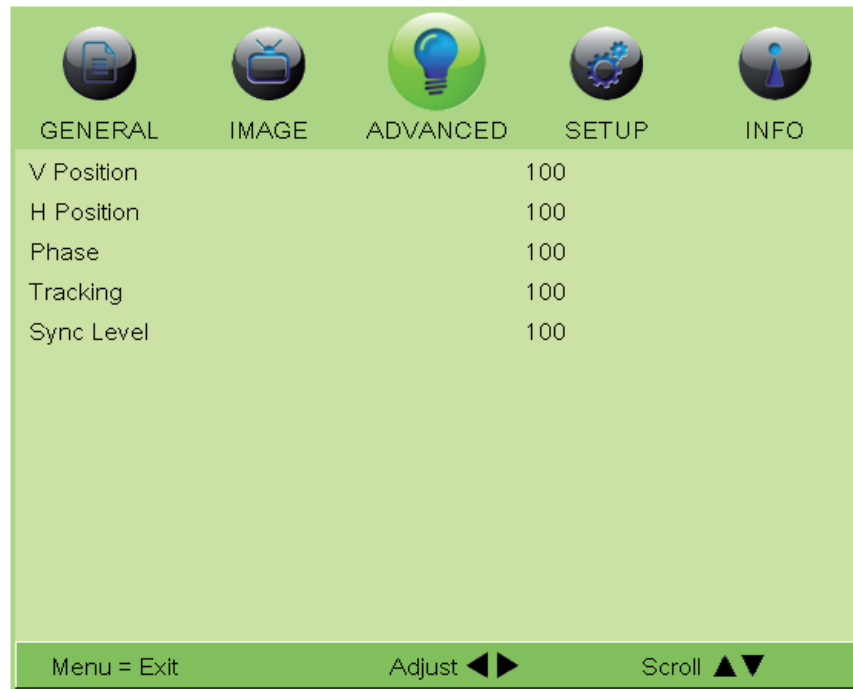 GENERAL IMAGE ADVANCED SETUP INFO
V Position 100
H Position 100
Phase 100
Tracking 100
Sync Level 100
Menu = Exit Adjust ◀▶ Scroll ▲▼